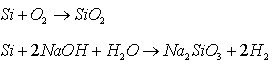 Si + O₂ → SiO₂
Si + 2NaOH + H₂O → Na₂SiO₃ + 2H₂